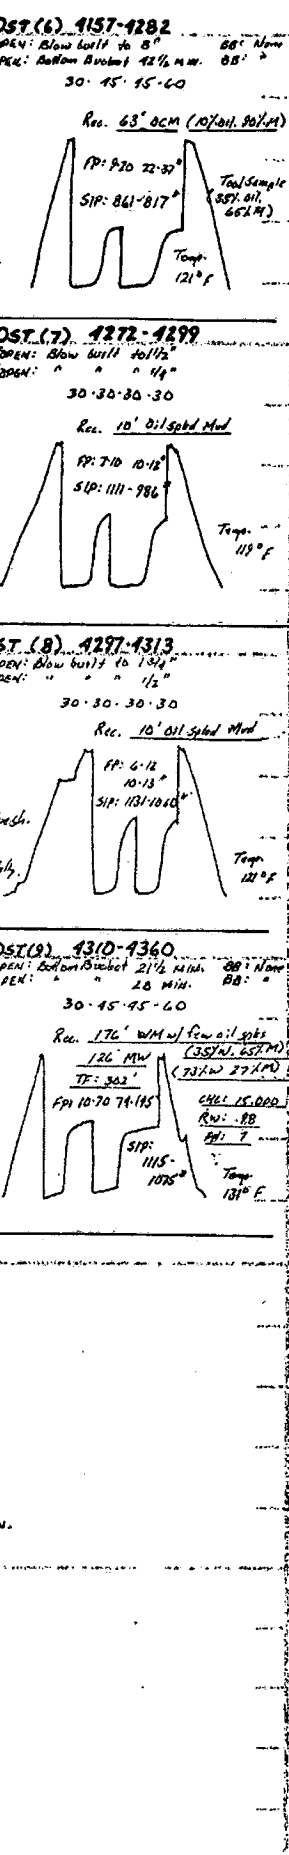 DST (6) 4157-4282
OPEN: Blow built to 8" BB: None
OPEN: Bottom Bucket 42½ MIN. BB: "
30-45-45-60
Rec. 63' OCM (10% Oil. 90% M)
FP: 9-20 22-37#
SIP: 861-817#
Tool Sample
(35% Oil,
65% M)
Temp.
121° F
DST (7) 4272-4299
OPEN: Blow built to 1½"
OPEN: " " " ¼"
30-30-30-30
Rec. 10' Oil Spkd Mud
FP: 7-10 10-12#
SIP: 1111-986#
Temp.
119° F
DST (8) 4297-4313
OPEN: Blow built to 1¾"
OPEN: " " " ½"
30-30-30-30
Rec. 10' Oil Spkd Mud
FP: 6-12
10-13#
SIP: 1131-1060#
Temp.
121° F
DST (9) 4310-4360
OPEN: Bottom Bucket 21½ MIN. BB: None
OPEN: " " 28 MIN. BB: "
30-45-45-60
Rec. 176' WM w/ few oil spks
(35% W. 65% M)
126' MW
(73% W 27% M)
TF: 302'
FP: 10-70 74-145#
CHL: 15,000
RW: .48
PH: 7
SIP:
1115-
1075#
Temp.
131° F